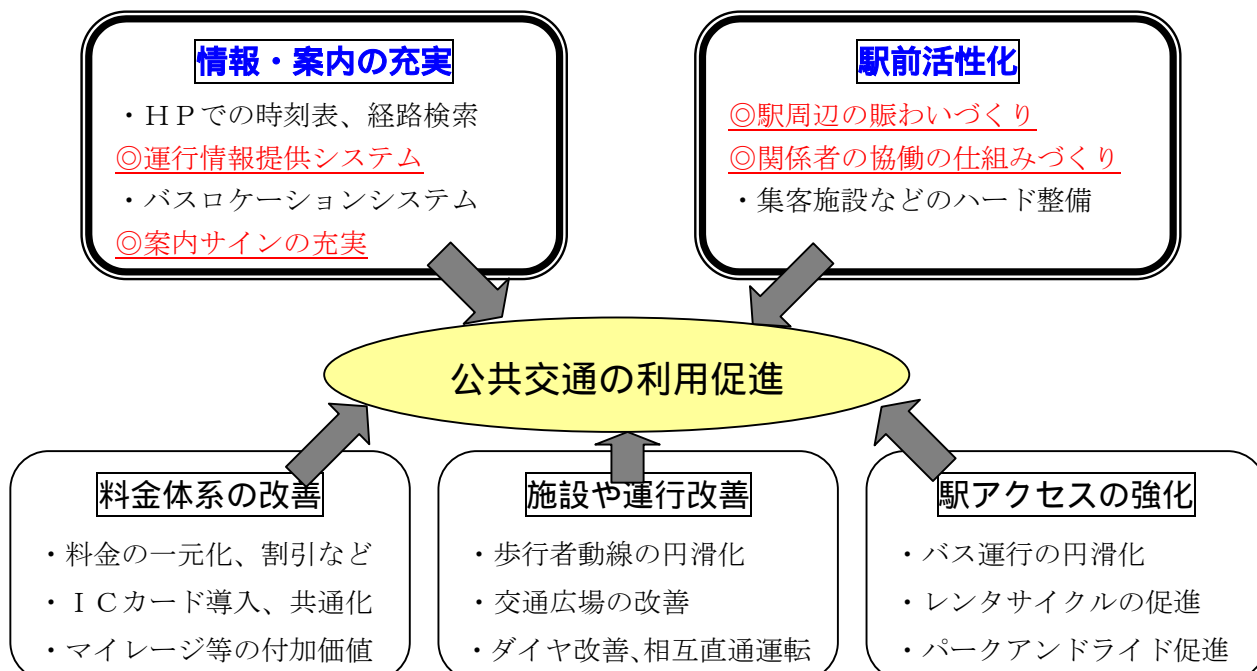 情報・案内の充実
・ＨＰでの時刻表、経路検索
◎運行情報提供システム
・バスロケーションシステム
◎案内サインの充実
駅前活性化
◎駅周辺の賑わいづくり
◎関係者の協働の仕組みづくり
・集客施設などのハード整備
公共交通の利用促進
料金体系の改善
・料金の一元化、割引など
・ＩＣカード導入、共通化
・マイレージ等の付加価値
施設や運行改善
・歩行者動線の円滑化
・交通広場の改善
・ダイヤ改善、相互直通運転
駅アクセスの強化
・バス運行の円滑化
・レンタサイクルの促進
・パークアンドライド促進